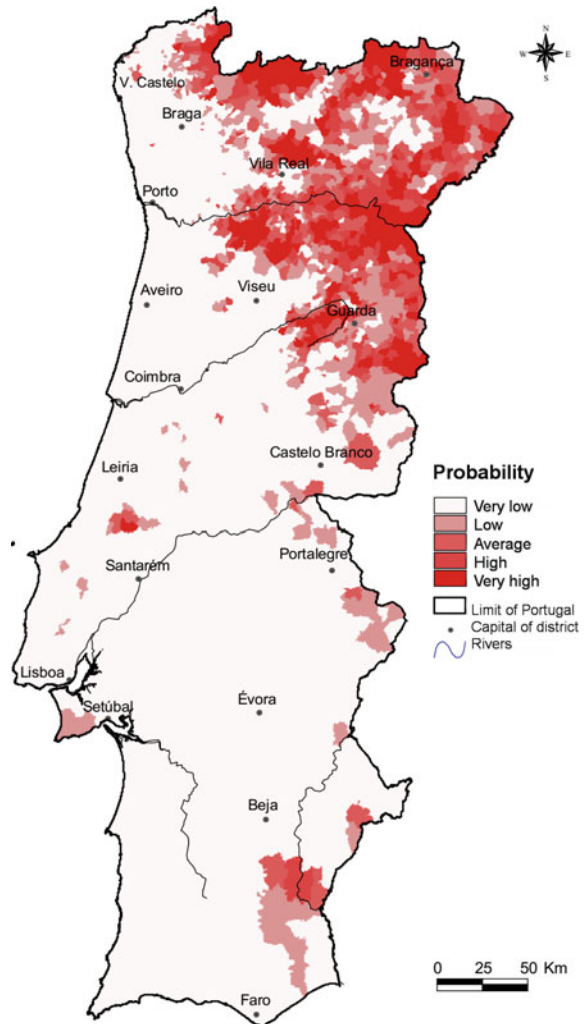 N
W E
S
Bragança
V. Castelo
Braga
Vila Real
Porto
Aveiro
Viseu
Guarda
Coimbra
Castelo Branco
Leiria
Santarém
Portalegre
Lisboa
Setúbal
Évora
Beja
Faro
Probability
Very low
Low
Average
High
Very high
Limit of Portugal
Capital of district
Rivers
0 25 50 Km